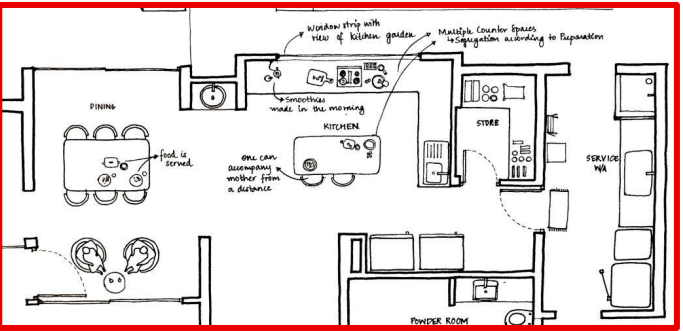 Window strip with
view of kitchen garden
Multiple Counter Spaces
↳ Segregation according to Preparation
DINING
Smoothies
made in the morning
KITCHEN
STORE
food is
served
one can
accompany
mother from
a distance
SERVICE
W/A
POWDER ROOM